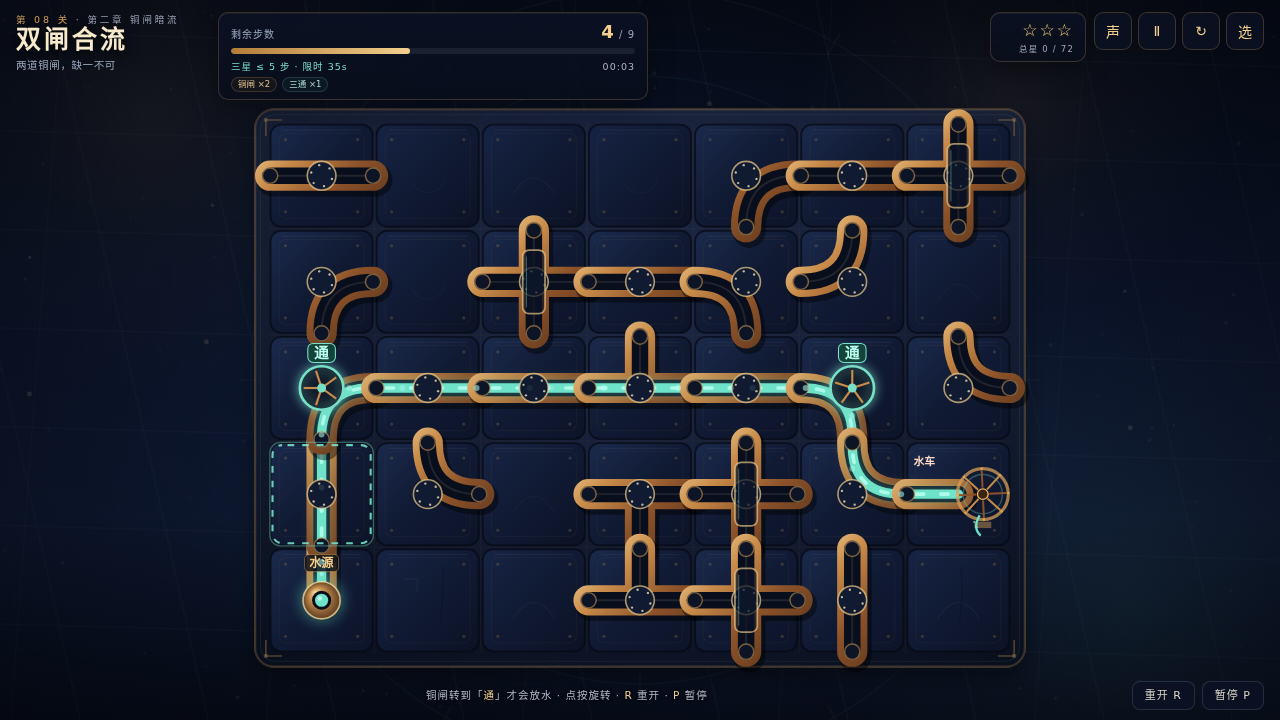 第 08 关 · 第二章 铜闸暗流
双闸合流
两道铜闸，缺一不可
剩余步数
4 / 9
三星 ≤ 5 步 · 限时 35s
00:03
铜闸 ×2
三通 ×1
☆☆☆
总星 0 / 72
声
Ⅱ
↻
选
通
通
水车
水源
铜闸转到「通」才会放水 · 点按旋转 · R 重开 · P 暂停
重开 R
暂停 P